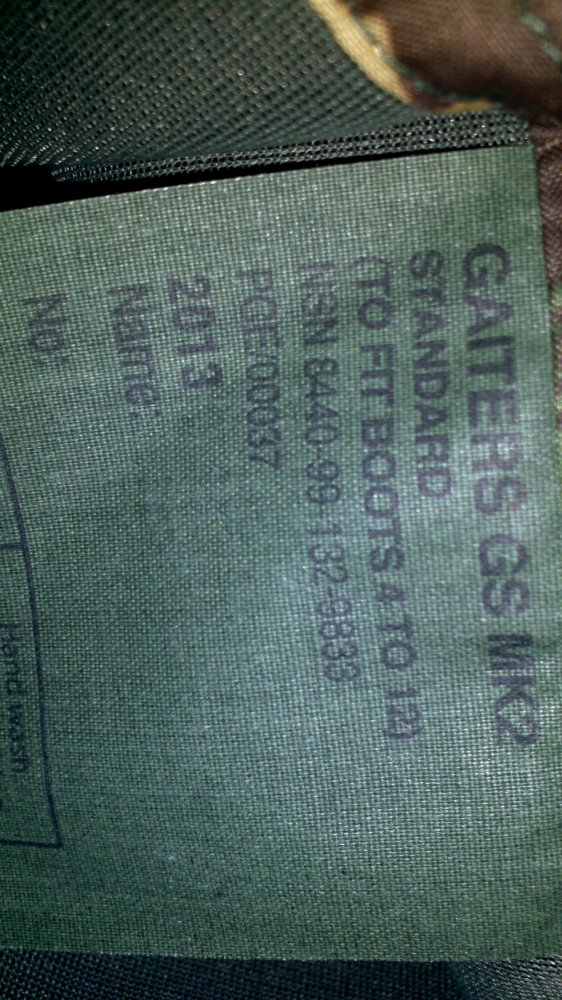 GAITERS GS MK2
STANDARD
(TO FIT BOOTS 4 TO 12)
NSN 8440-99-132-9833
PGE/00037
2013
Name:
No:
Hand wash